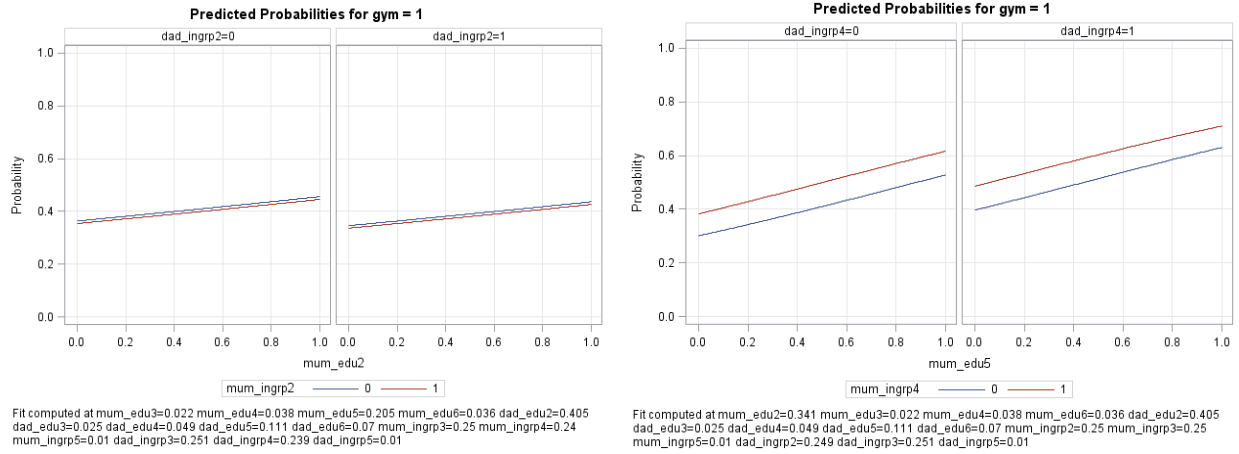 Predicted Probabilities for gym = 1
dad_ingrp2=0
dad_ingrp2=1
1.0
0.8
0.6
0.4
0.2
0.0
Probability
0.0 0.2 0.4 0.6 0.8 1.0
0.0 0.2 0.4 0.6 0.8 1.0
mum_edu2
mum_ingrp2 0 1
Fit computed at mum_edu3=0.022 mum_edu4=0.038 mum_edu5=0.205 mum_edu6=0.036 dad_edu2=0.405
dad_edu3=0.025 dad_edu4=0.049 dad_edu5=0.111 dad_edu6=0.07 mum_ingrp3=0.25 mum_ingrp4=0.24
mum_ingrp5=0.01 dad_ingrp3=0.251 dad_ingrp4=0.239 dad_ingrp5=0.01
Predicted Probabilities for gym = 1
dad_ingrp4=0
dad_ingrp4=1
1.0
0.8
0.6
0.4
0.2
0.0
Probability
0.0 0.2 0.4 0.6 0.8 1.0
0.0 0.2 0.4 0.6 0.8 1.0
mum_edu5
mum_ingrp4 0 1
Fit computed at mum_edu2=0.341 mum_edu3=0.022 mum_edu4=0.038 mum_edu6=0.036 dad_edu2=0.405
dad_edu3=0.025 dad_edu4=0.049 dad_edu5=0.111 dad_edu6=0.07 mum_ingrp2=0.25 mum_ingrp3=0.25
mum_ingrp5=0.01 dad_ingrp2=0.249 dad_ingrp3=0.251 dad_ingrp5=0.01